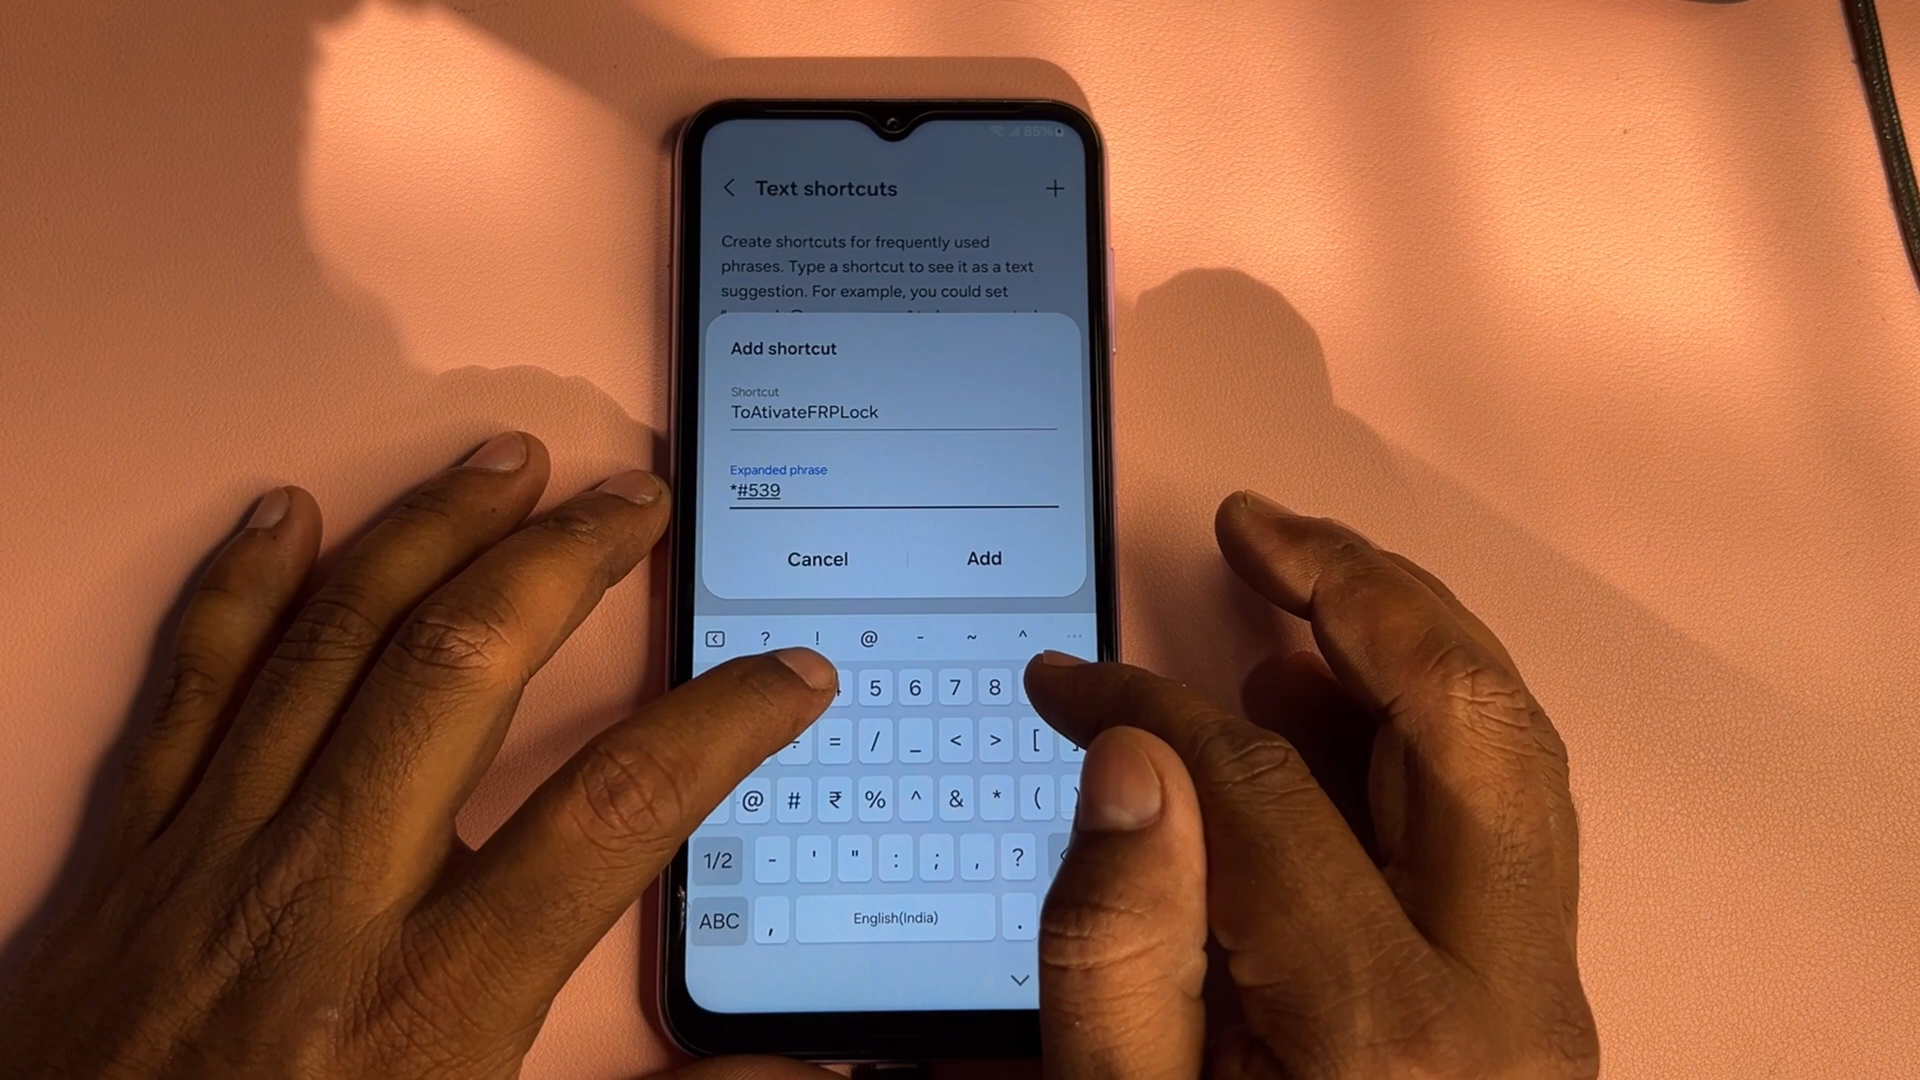 85%
Text shortcuts
Create shortcuts for frequently used
phrases. Type a shortcut to see it as a text
suggestion. For example, you could set
Add shortcut
Shortcut
ToAtivateFRPLock
Expanded phrase
*#539
Cancel Add
? ! @ - ~ ^ ...
5 6 7 8
÷ = / _ < > [ ]
@ # ₹ % ^ & * ( )
1/2 - ' " : ; , ?
ABC , English(India) .